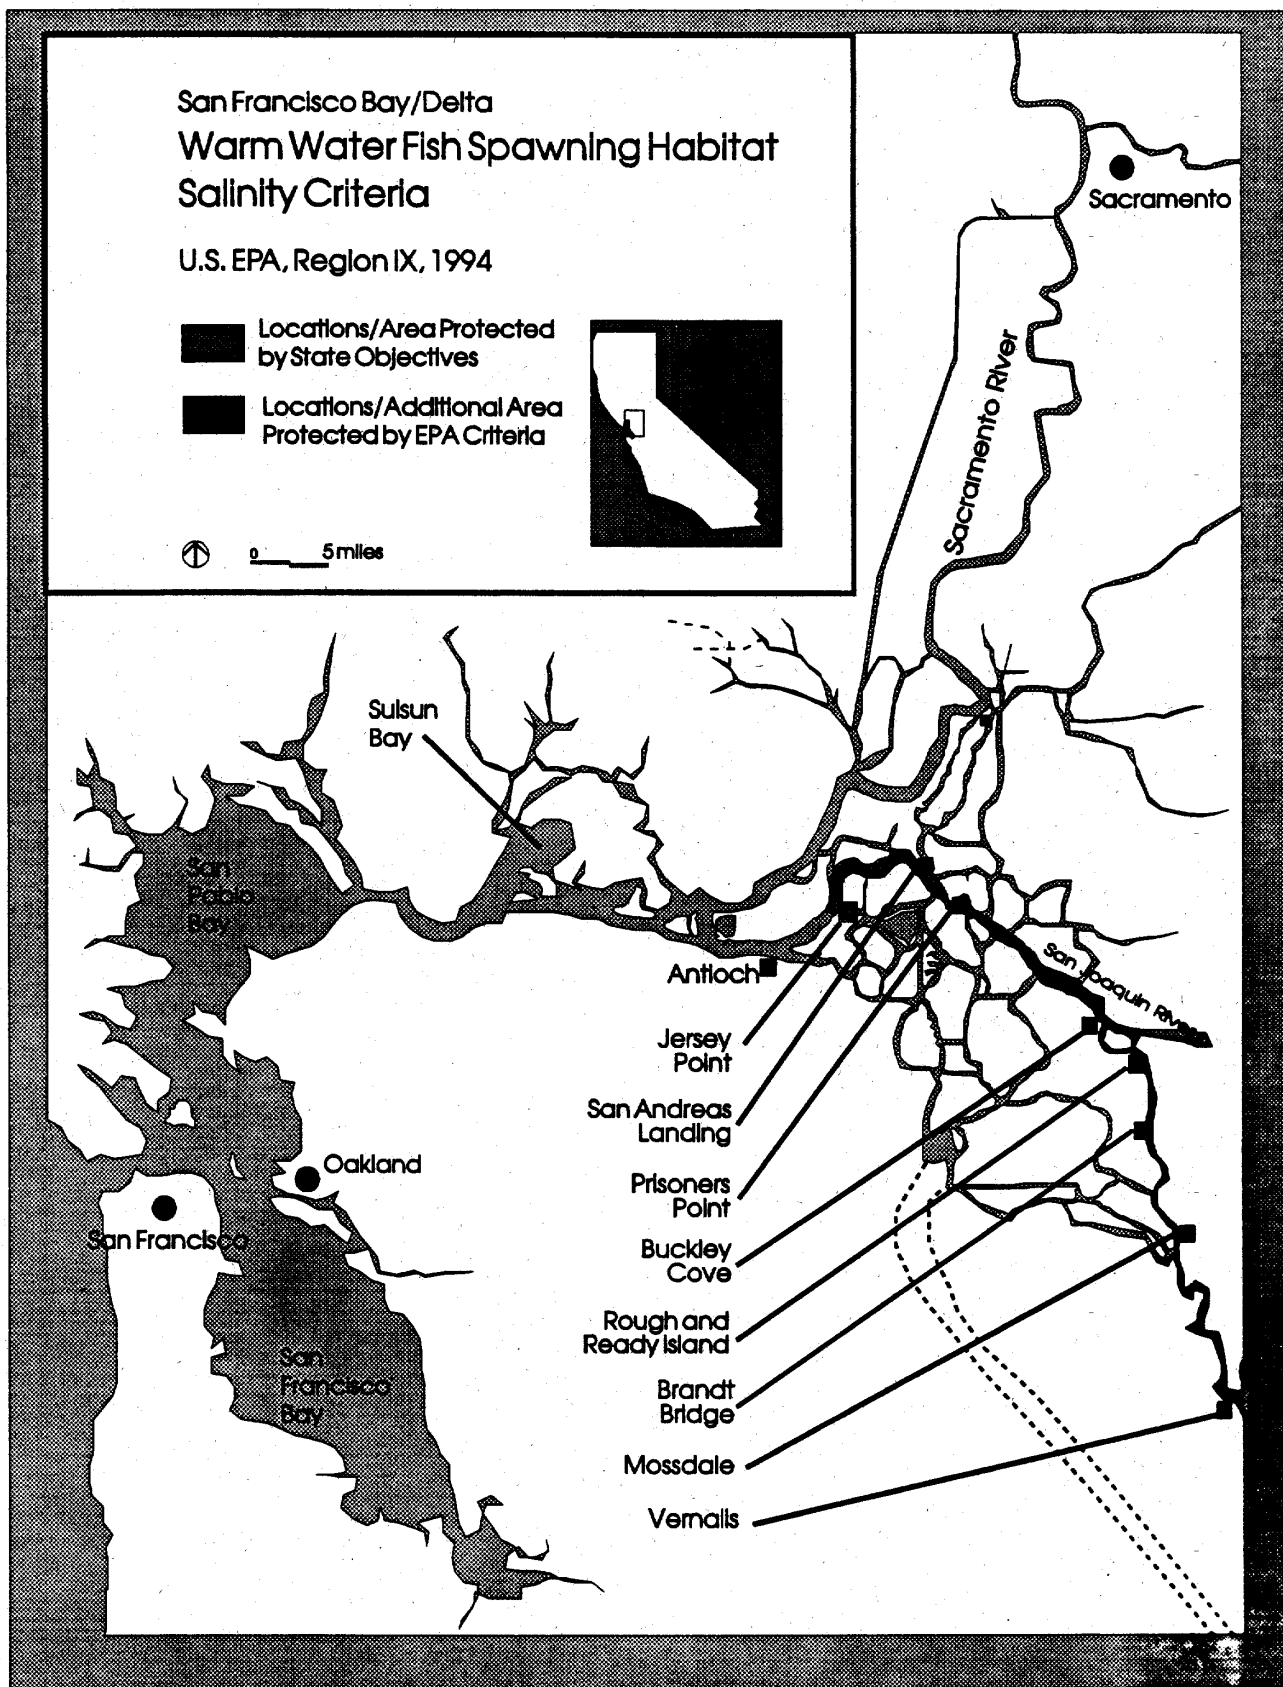 San Francisco Bay/Delta
Warm Water Fish Spawning Habitat
Salinity Criteria
U.S. EPA, Region IX, 1994
Locations/Area Protected
by State Objectives
Locations/Additional Area
Protected by EPA Criteria
0 5 miles
Sacramento
Sacramento River
Suisun
Bay
San
Pablo
Bay
San Joaquin River
Antioch
Jersey
Point
San Andreas
Landing
Prisoners
Point
Oakland
San Francisco
Buckley
Cove
Rough and
Ready Island
San
Francisco
Bay
Brandt
Bridge
Mossdale
Vernalis